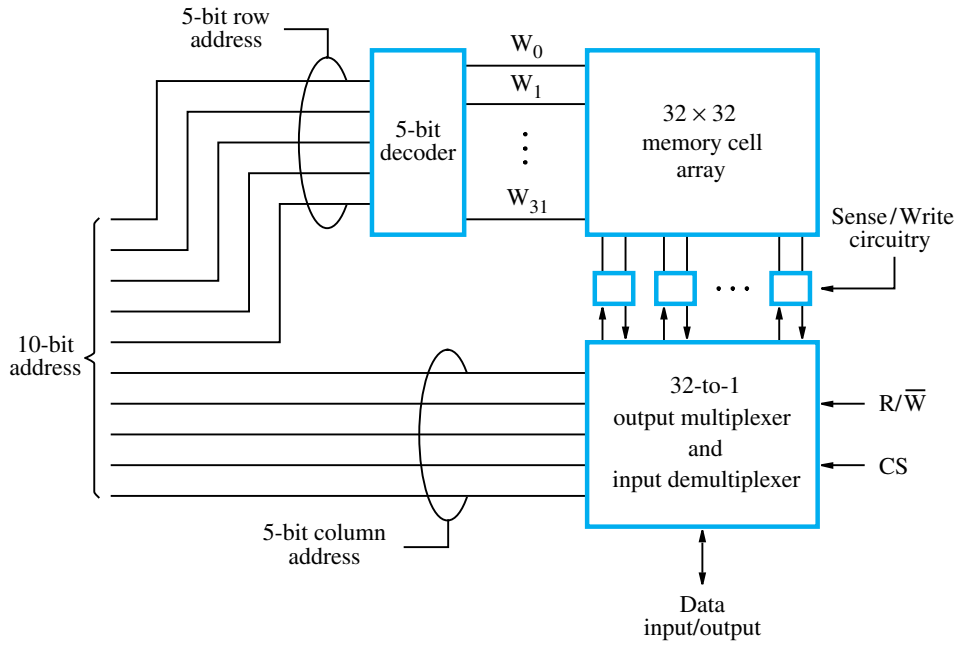 5-bit row
address
W0
W1
⋮
W31
5-bit
decoder
32 × 32
memory cell
array
Sense/Write
circuitry
...
10-bit
address
32-to-1
output multiplexer
and
input demultiplexer
R/W̅
CS
5-bit column
address
Data
input/output